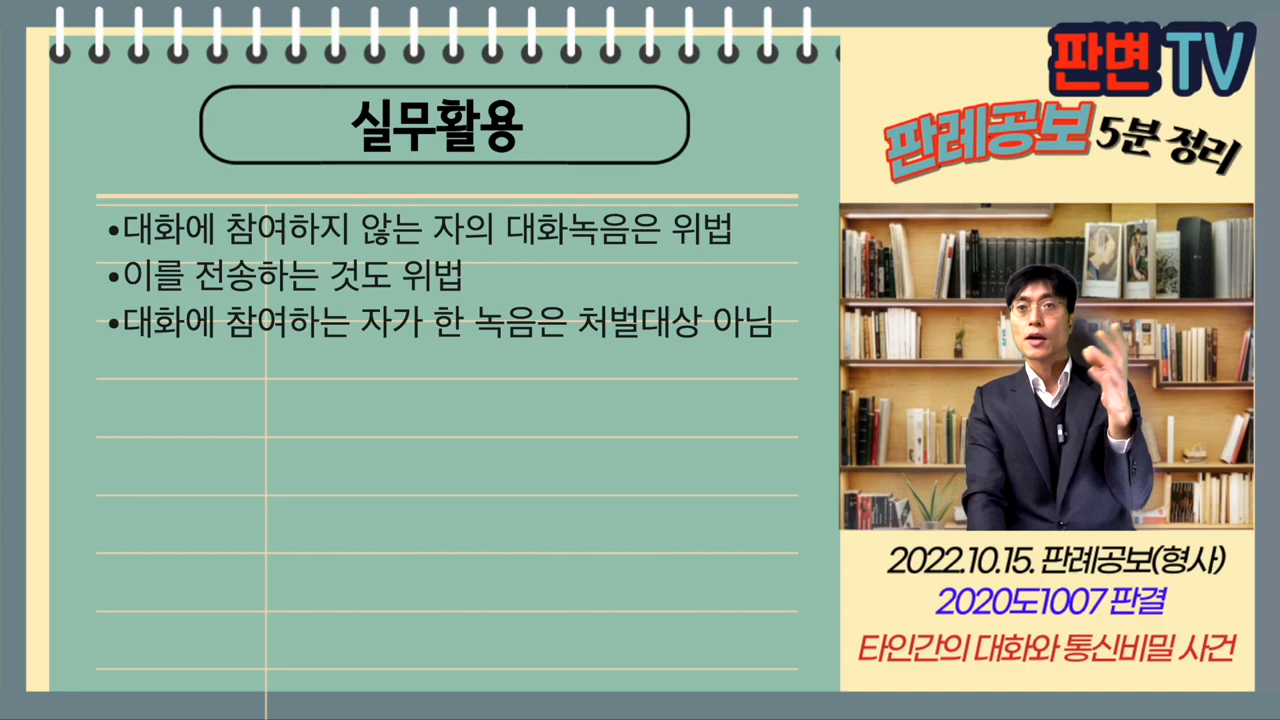 실무활용
•대화에 참여하지 않는 자의 대화녹음은 위법
•이를 전송하는 것도 위법
•대화에 참여하는 자가 한 녹음은 처벌대상 아님
판변 TV
판례공보 5분 정리
2022.10.15. 판례공보(형사)
2020도1007 판결
타인간의 대화와 통신비밀 사건